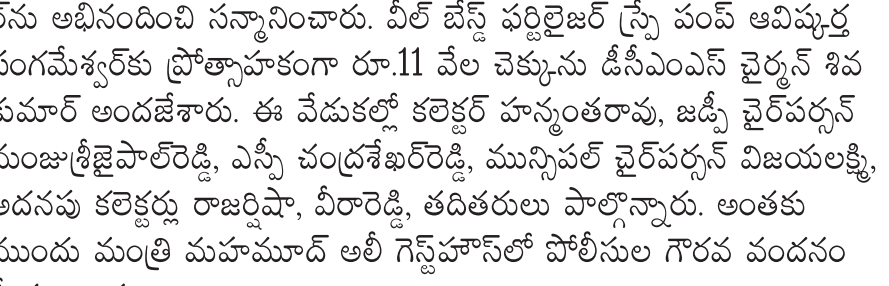 ను అభినందించి సన్మానించారు. వీల్ బేస్డ్ ఫర్టిలైజర్ స్ప్రే పంప్ ఆవిష్కర్త
సంగమేశ్వర్‌కు ప్రోత్సాహకంగా రూ.11 వేల చెక్కును డీసీఎంఎస్ చైర్మన్ శివ
కుమార్ అందజేశారు. ఈ వేడుకల్లో కలెక్టర్ హన్మంతరావు, జడ్పీ చైర్‌పర్సన్
మంజుశ్రీజైపాల్‌రెడ్డి, ఎస్పీ చంద్రశేఖర్‌రెడ్డి, మున్సిపల్ చైర్‌పర్సన్ విజయలక్ష్మి,
అదనపు కలెక్టర్లు రాజర్షిషా, వీరారెడ్డి, తదితరులు పాల్గొన్నారు. అంతకు
ముందు మంత్రి మహమూద్ అలీ గెస్ట్‌హౌస్‌లో పోలీసుల గౌరవ వందనం